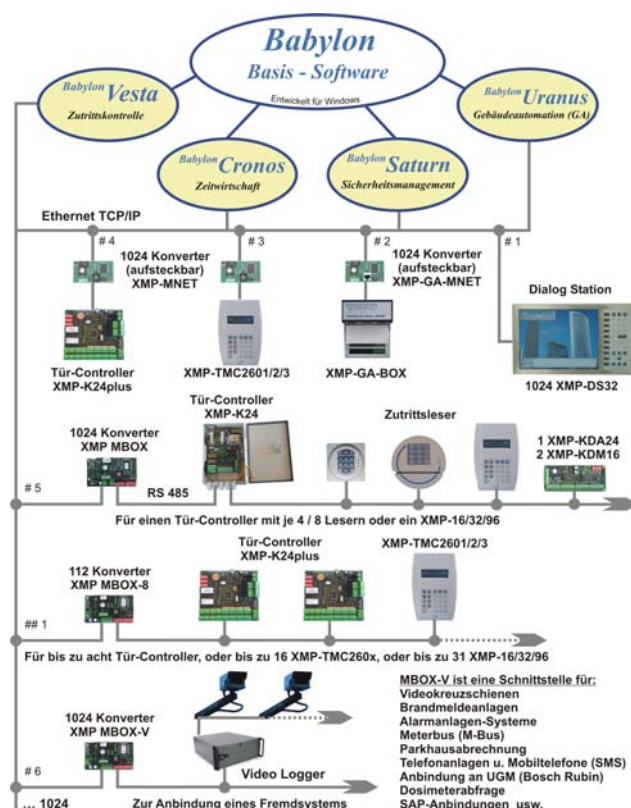 Babylon
Basis - Software
Entwickelt für Windows
Babylon Vesta
Zutrittskontrolle
Babylon Uranus
Gebäudeautomation (GA)
Babylon Cronos
Zeitwirtschaft
Babylon Saturn
Sicherheitsmanagement
Ethernet TCP/IP
# 4
# 3
# 2
# 1
1024 Konverter
(aufsteckbar)
XMP-MNET
1024 Konverter
(aufsteckbar)
XMP-GA-MNET
Dialog Station
Tür-Controller
XMP-K24plus
XMP-TMC2601/2/3
XMP-GA-BOX
1024 XMP-DS32
Tür-Controller
XMP-K24
Zutrittsleser
1024 Konverter
XMP MBOX
1 XMP-KDA24
2 XMP-KDM16
# 5
RS 485
Für einen Tür-Controller mit je 4 / 8 Lesern oder ein XMP-16/32/96
Tür-Controller
XMP-K24plus
XMP-TMC2601/2/3
112 Konverter
XMP MBOX-8
## 1
Für bis zu acht Tür-Controller, oder bis zu 16 XMP-TMC260x, oder bis zu 31 XMP-16/32/96
1024 Konverter
XMP MBOX-V
# 6
Video Logger
... 1024
Zur Anbindung eines Fremdsystems
MBOX-V ist eine Schnittstelle für:
Videokreuzschienen
Brandmeldeanlagen
Alarmanlagen-Systeme
Meterbus (M-Bus)
Parkhausabrechnung
Telefonanlagen u. Mobiltelefone (SMS)
Anbindung an UGM (Bosch Rubin)
Dosimeterabfrage
SAP-Anbindungen usw.